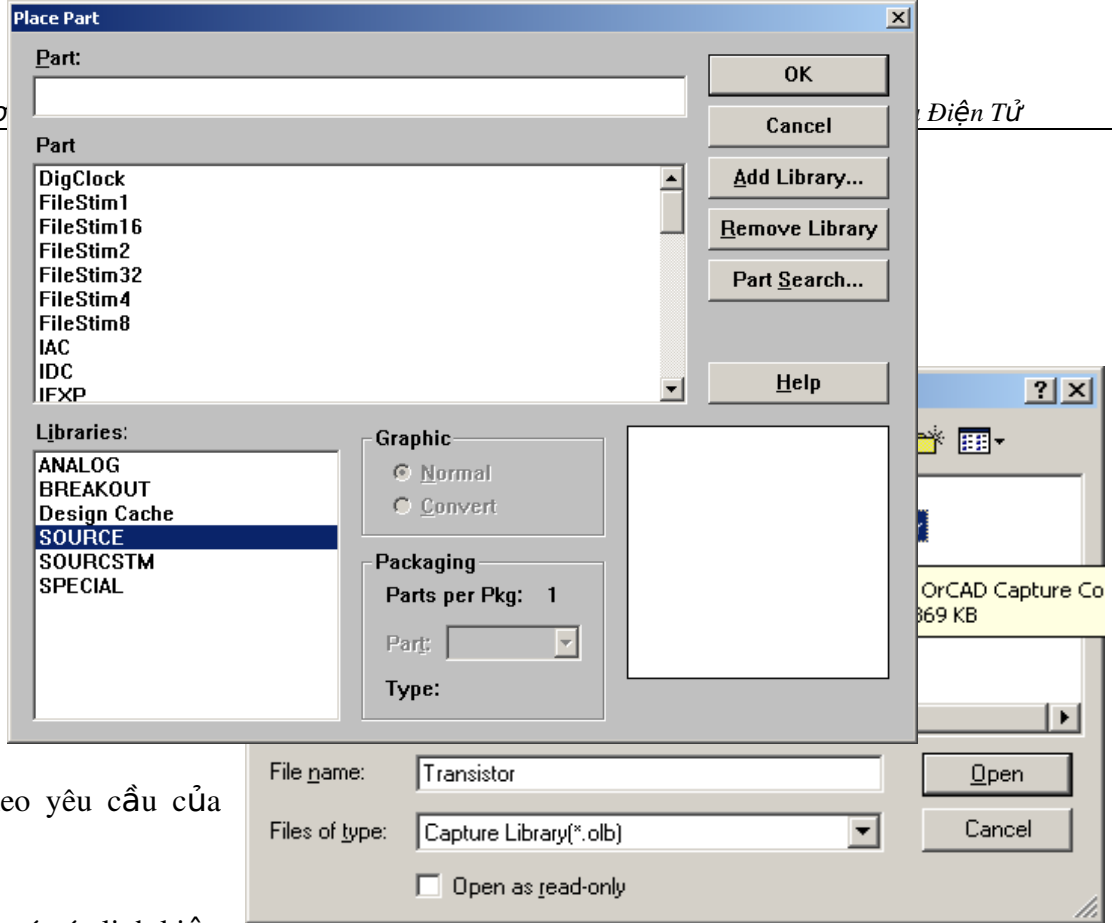 Place Part
Part:
OK
Điện Tử
Cancel
Part
DigClock
FileStim1
FileStim16
FileStim2
FileStim32
FileStim4
FileStim8
IAC
IDC
IEXP
Add Library...
Remove Library
Part Search...
Help
Libraries:
ANALOG
BREAKOUT
Design Cache
SOURCE
SOURCSTM
SPECIAL
Graphic
Normal
Convert
Packaging
Parts per Pkg: 1
Part:
Type:
OrCAD Capture Co
369 KB
File name: Transistor
Open
eo yêu cầu của
Files of type: Capture Library(*.olb)
Cancel
Open as read-only